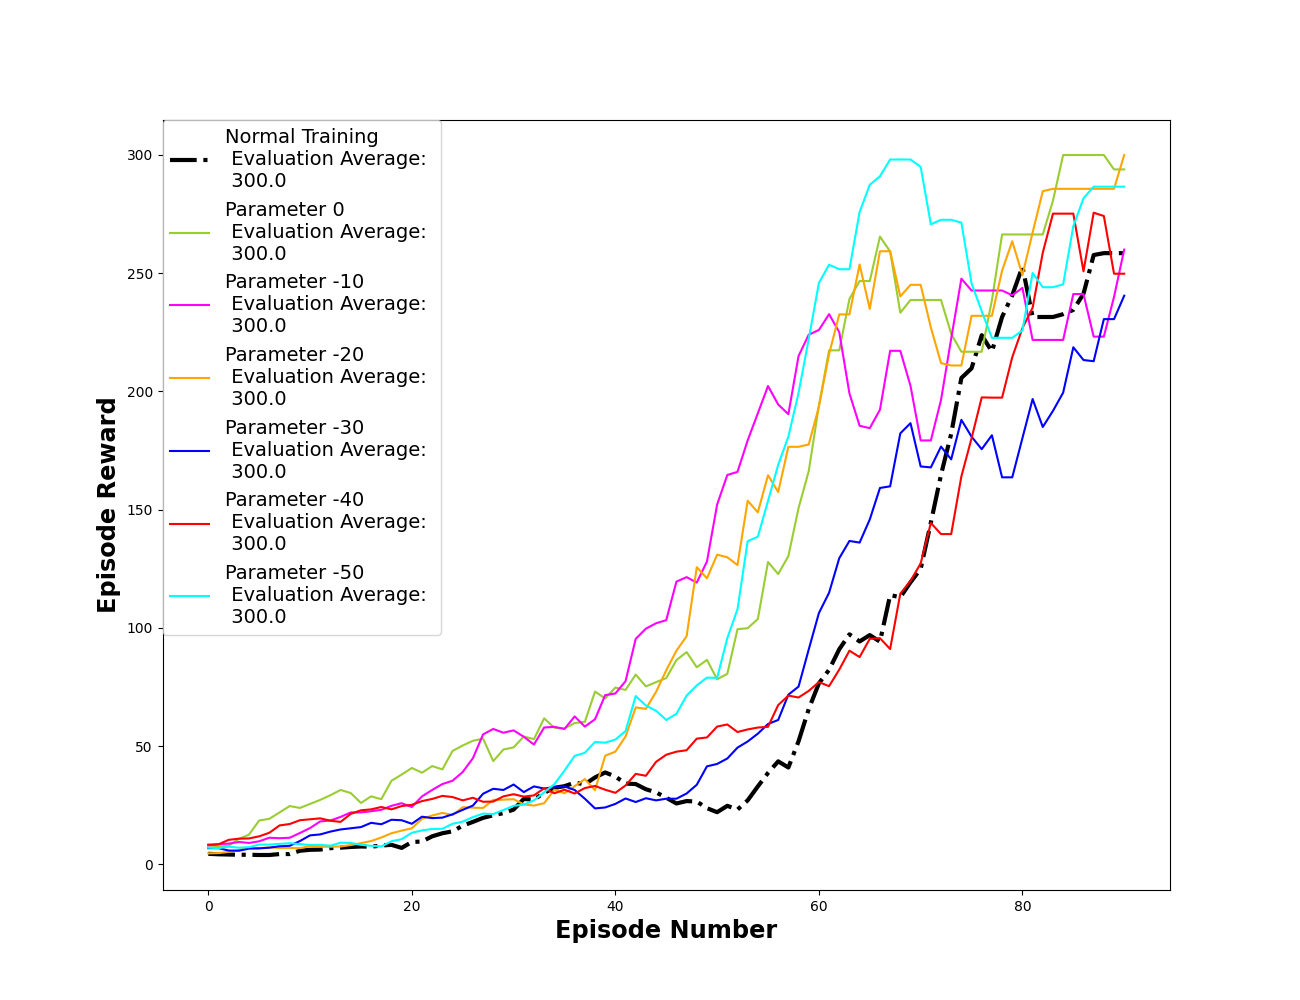 Normal Training
Evaluation Average:
300.0
Parameter 0
Evaluation Average:
300.0
Parameter -10
Evaluation Average:
300.0
Parameter -20
Evaluation Average:
300.0
Parameter -30
Evaluation Average:
300.0
Parameter -40
Evaluation Average:
300.0
Parameter -50
Evaluation Average:
300.0
Episode Reward
300
250
200
150
100
50
0
0 20 40 60 80
Episode Number